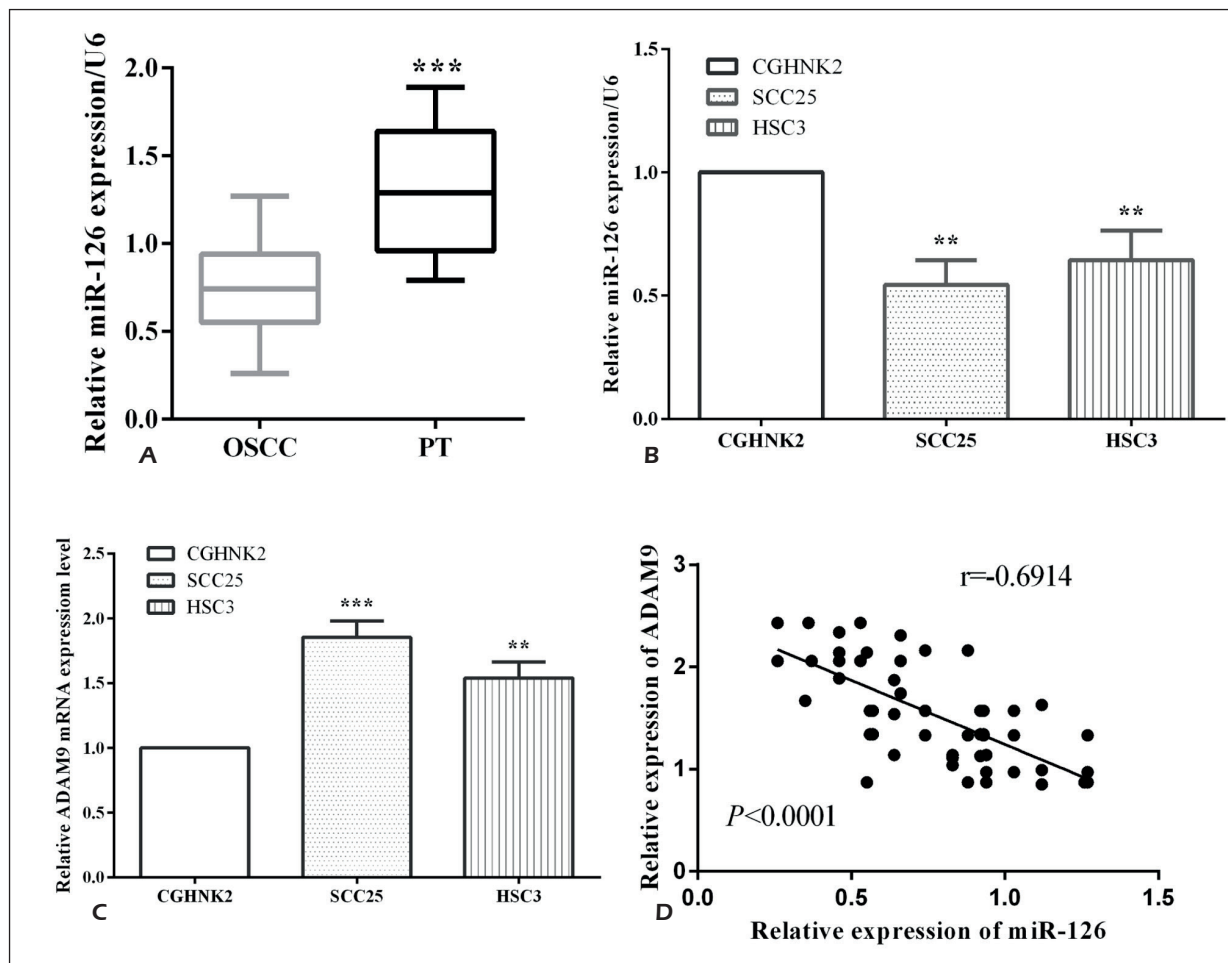 Relative miR-126 expression/U6
2.0
1.5
1.0
0.5
0.0
***
OSCC
PT
A
Relative miR-126 expression/U6
1.5
1.0
0.5
0.0
CGHNK2
SCC25
HSC3
**
**
CGHNK2
SCC25
HSC3
B
Relative ADAM9 mRNA expressiom level
2.5
2.0
1.5
1.0
0.5
0.0
CGHNK2
SCC25
HSC3
***
**
CGHNK2
SCC25
HSC3
C
Relative expression of ADAM9
3
2
1
0
r=-0.6914
P<0.0001
0.0
0.5
1.0
1.5
Relative expression of miR-126
D